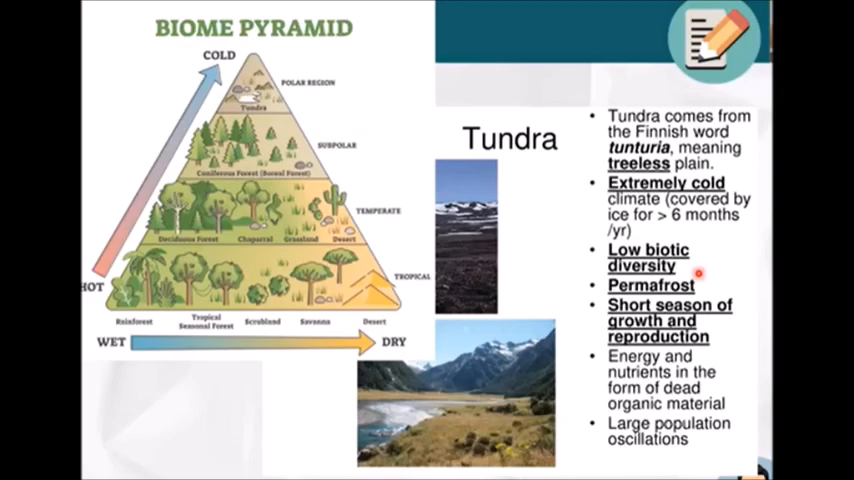 BIOME PYRAMID
COLD
POLAR REGION
Tundra
SUBPOLAR
Coniferous Forest (Boreal Forest)
TEMPERATE
Deciduous Forest Chaparral Grassland Desert
HOT
TROPICAL
Rainforest Tropical Seasonal Forest Scrubland Savanna Desert
WET DRY
Tundra
• Tundra comes from
the Finnish word
tunturia, meaning
treeless plain.
• Extremely cold
climate (covered by
ice for > 6 months
/yr)
• Low biotic
diversity
• Permafrost
• Short season of
growth and
reproduction
• Energy and
nutrients in the
form of dead
organic material
• Large population
oscillations